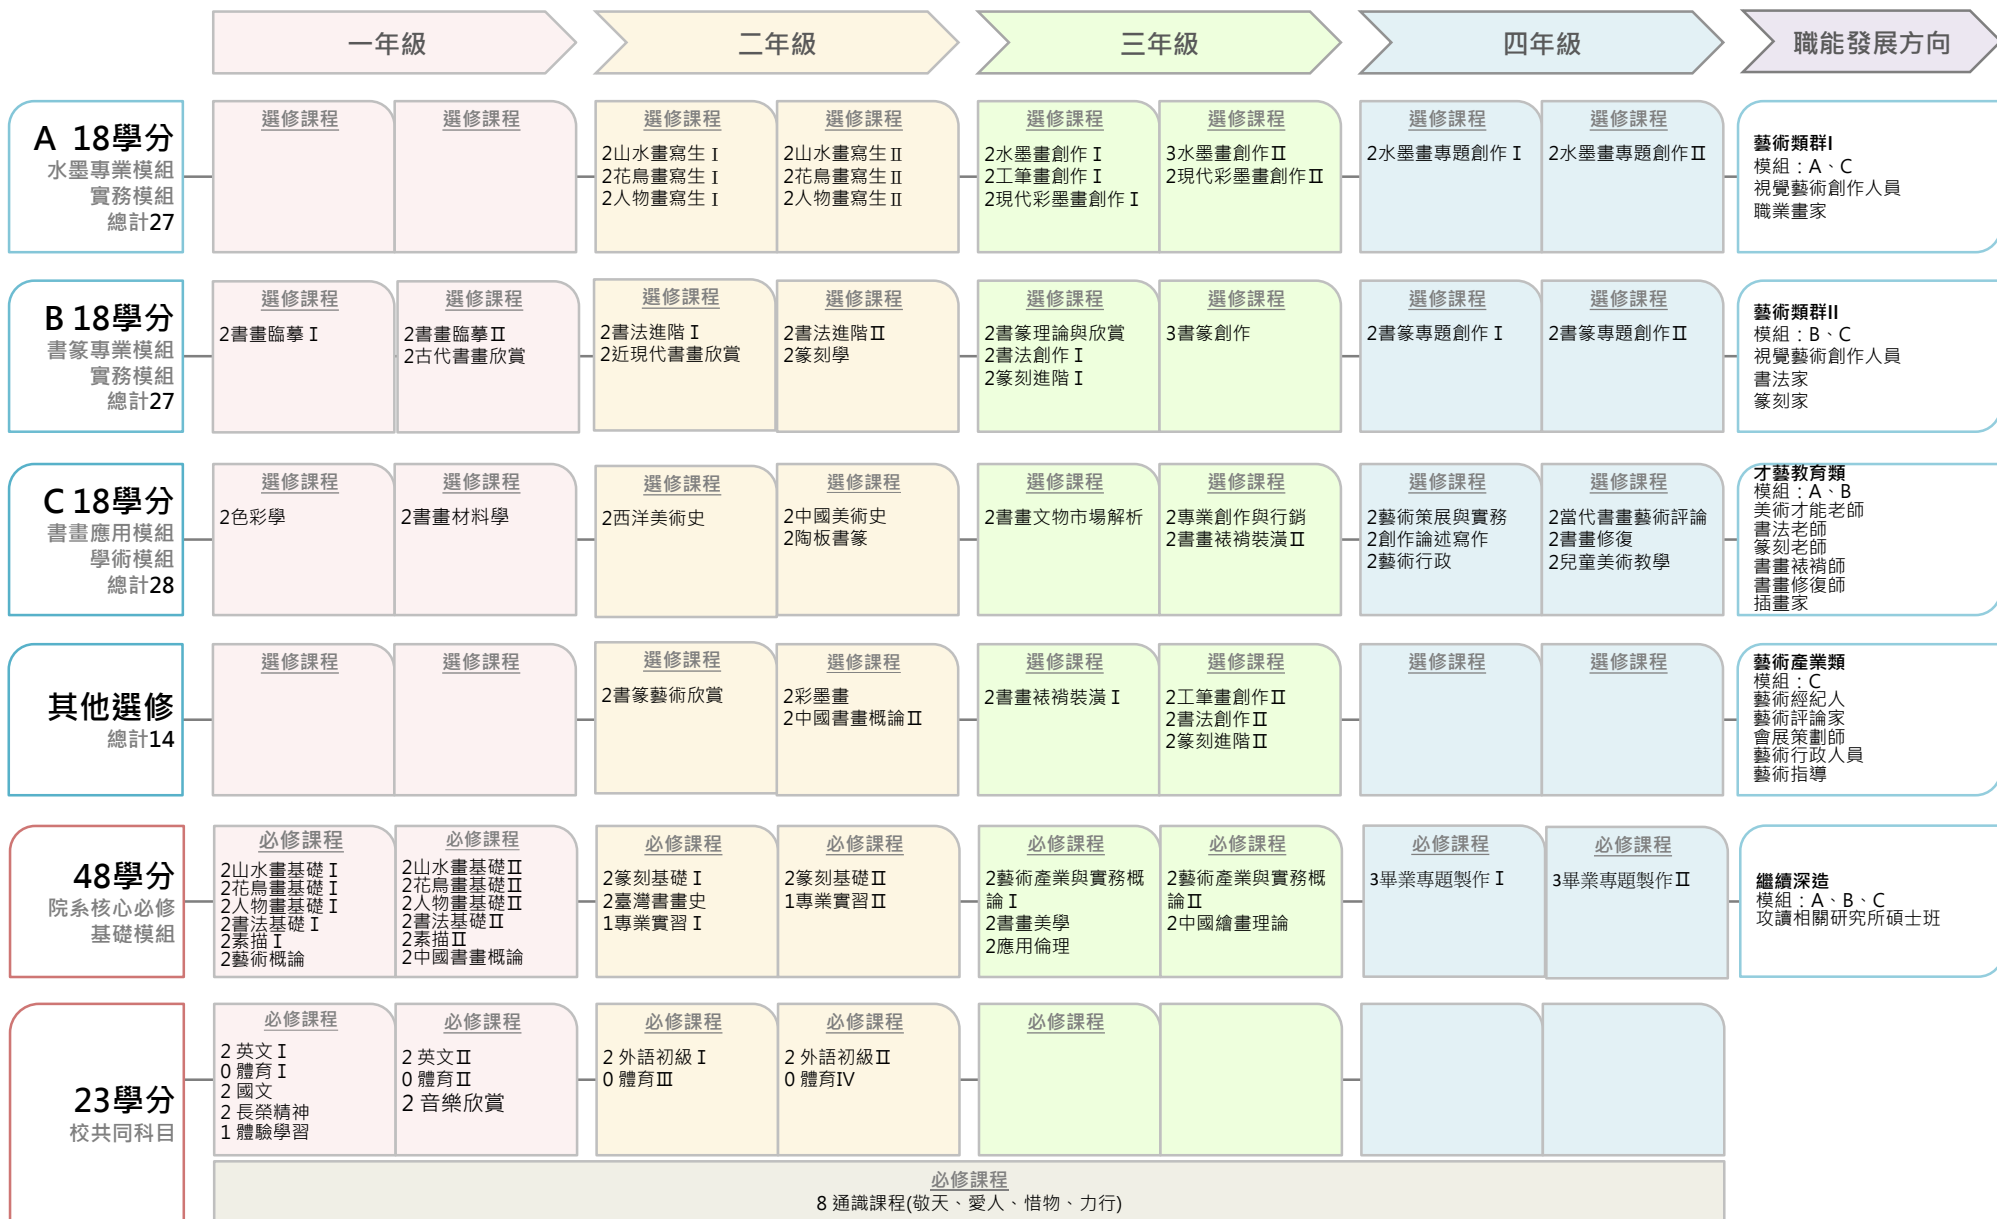 一年級
二年級
三年級
四年級
職能發展方向
A 18學分
水墨專業模組
實務模組
總計27
選修課程
選修課程
選修課程
2山水畫寫生 I
2花鳥畫寫生 I
2人物畫寫生 I
選修課程
2山水畫寫生 II
2花鳥畫寫生 II
2人物畫寫生 II
選修課程
2水墨畫創作 I
2工筆畫創作 I
2現代彩墨畫創作 I
選修課程
3水墨畫創作 II
2現代彩墨畫創作 II
選修課程
2水墨畫專題創作 I
選修課程
2水墨畫專題創作 II
藝術類群I
模組：A、C
視覺藝術創作人員
職業畫家
B 18學分
書篆專業模組
實務模組
總計27
選修課程
2書畫臨摹 I
選修課程
2書畫臨摹 II
2古代書畫欣賞
選修課程
2書法進階 I
2近現代書畫欣賞
選修課程
2書法進階 II
2篆刻學
選修課程
2書篆理論與欣賞
2書法創作 I
2篆刻進階 I
選修課程
3書篆創作
選修課程
2書篆專題創作 I
選修課程
2書篆專題創作 II
藝術類群II
模組：B、C
視覺藝術創作人員
書法家
篆刻家
C 18學分
書畫應用模組
學術模組
總計28
選修課程
2色彩學
選修課程
2書畫材料學
選修課程
2西洋美術史
選修課程
2中國美術史
2陶板書篆
選修課程
2書畫文物市場解析
選修課程
2專業創作與行銷
2書畫裱褙裝潢 II
選修課程
2藝術策展與實務
2創作論述寫作
2藝術行政
選修課程
2當代書畫藝術評論
2書畫修復
2兒童美術教學
才藝教育類
模組：A、B
美術才能老師
書法老師
篆刻老師
書畫裱褙師
書畫修復師
插畫家
其他選修
總計14
選修課程
選修課程
選修課程
2書篆藝術欣賞
選修課程
2彩墨畫
2中國書畫概論 II
選修課程
2書畫裱褙裝潢 I
選修課程
2工筆畫創作 II
2書法創作 II
2篆刻進階 II
選修課程
選修課程
藝術產業類
模組：C
藝術經紀人
藝術評論家
會展策劃師
藝術行政人員
藝術指導
48學分
院系核心必修
基礎模組
必修課程
2山水畫基礎 I
2花鳥畫基礎 I
2人物畫基礎 I
2書法基礎 I
2素描 I
2藝術概論
必修課程
2山水畫基礎 II
2花鳥畫基礎 II
2人物畫基礎 II
2書法基礎 II
2素描 II
2中國書畫概論
必修課程
2篆刻基礎 I
2臺灣書畫史
1專業實習 I
必修課程
2篆刻基礎 II
1專業實習 II
必修課程
2藝術產業與實務概
論 I
2書畫美學
2應用倫理
必修課程
2藝術產業與實務概
論 II
2中國繪畫理論
必修課程
3畢業專題製作 I
必修課程
3畢業專題製作 II
繼續深造
模組：A、B、C
攻讀相關研究所碩士班
23學分
校共同科目
必修課程
2 英文 I
0 體育 I
2 國文
2 長榮精神
1 體驗學習
必修課程
2 英文 II
0 體育 II
2 音樂欣賞
必修課程
2 外語初級 I
0 體育 III
必修課程
2 外語初級 II
0 體育IV
必修課程
必修課程
8 通識課程(敬天、愛人、惜物、力行)